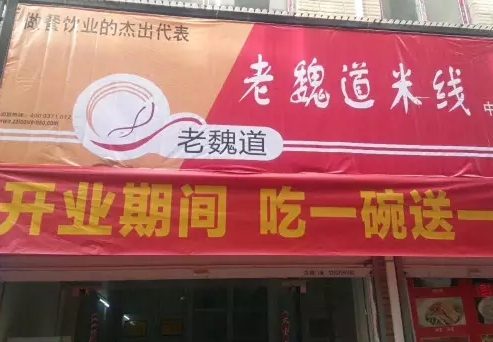 做餐饮业的杰出代表
老魏道米线
老魏道
开业期间 吃一碗送一